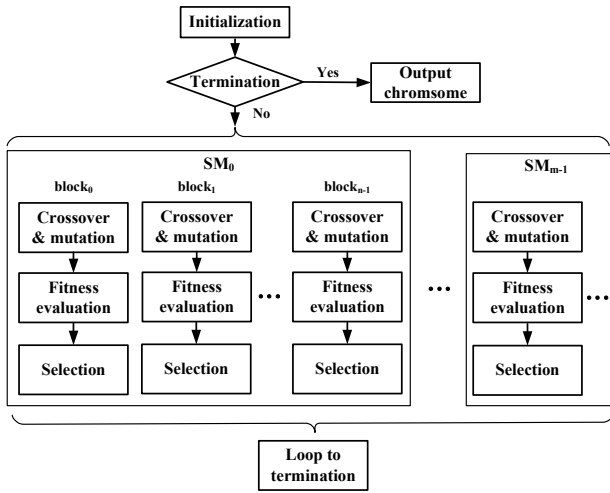 Initialization
Termination
Yes
Output
chromsome
No
SM0
SMm-1
block0
block1
blockn-1
Crossover
& mutation
Crossover
& mutation
Crossover
& mutation
Crossover
& mutation
Fitness
evaluation
Fitness
evaluation
...
Fitness
evaluation
...
Fitness
evaluation
...
Selection
Selection
Selection
Selection
Loop to
termination